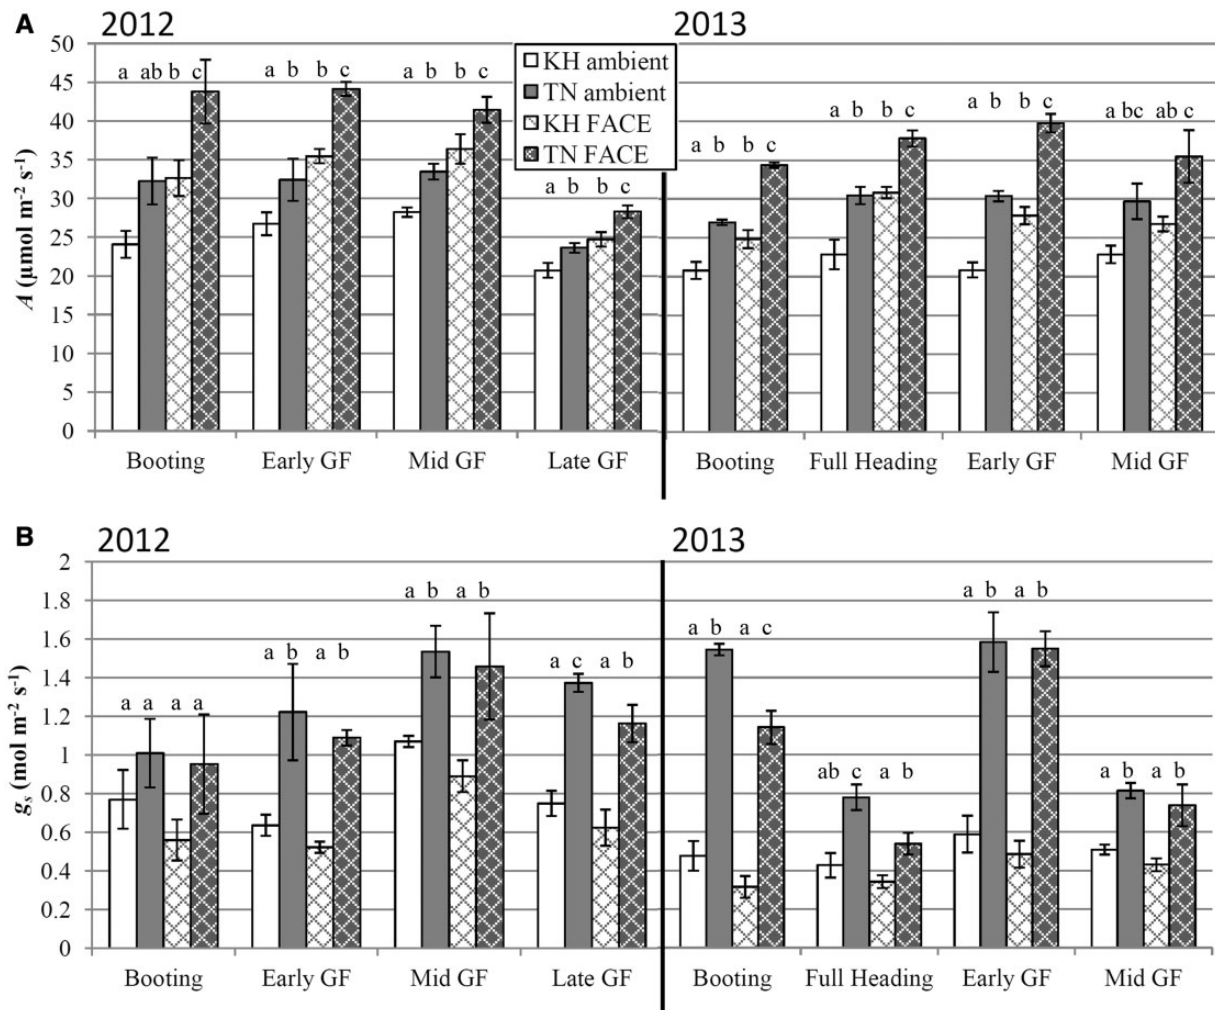 A 2012 2013
50
45
40
35
30
25
20
15
10
5
0
A (µmol m⁻² s⁻¹)
KH ambient
TN ambient
KH FACE
TN FACE
a ab b c
a b b c
a b b c
a b b c
a b b c
a b b c
a b b c
a bc ab c
Booting Early GF Mid GF Late GF Booting Full Heading Early GF Mid GF
B 2012 2013
2
1.8
1.6
1.4
1.2
1
0.8
0.6
0.4
0.2
0
gs (mol m⁻² s⁻¹)
a a a a
a b a b
a b a b
a c a b
a b a c
ab c a b
a b a b
a b a b
Booting Early GF Mid GF Late GF Booting Full Heading Early GF Mid GF